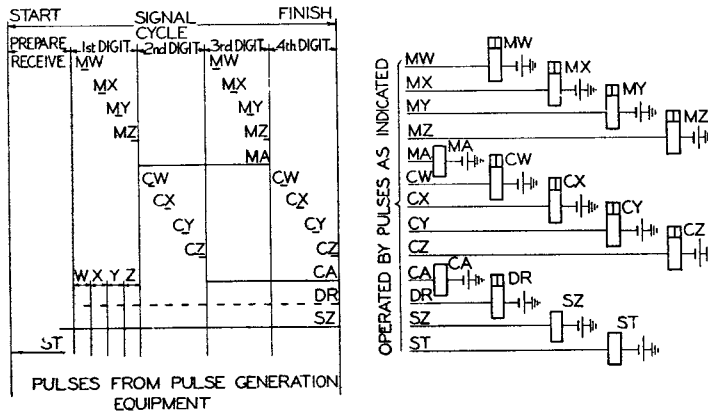 START SIGNAL CYCLE FINISH
PREPARE RECEIVE 1st DIGIT 2nd DIGIT 3rd DIGIT 4th DIGIT
MW MW
MX MX
MY MY
MZ MZ
MA
CW CW
CX CX
CY CY
CZ CZ
W X Y Z CA
DR
SZ
ST
PULSES FROM PULSE GENERATION
EQUIPMENT
OPERATED BY PULSES AS INDICATED
MW MW
MX MX
MY MY
MZ MZ
MA MA
CW CW
CX CX
CY CY
CZ CZ
CA CA
DR DR
SZ SZ
ST ST